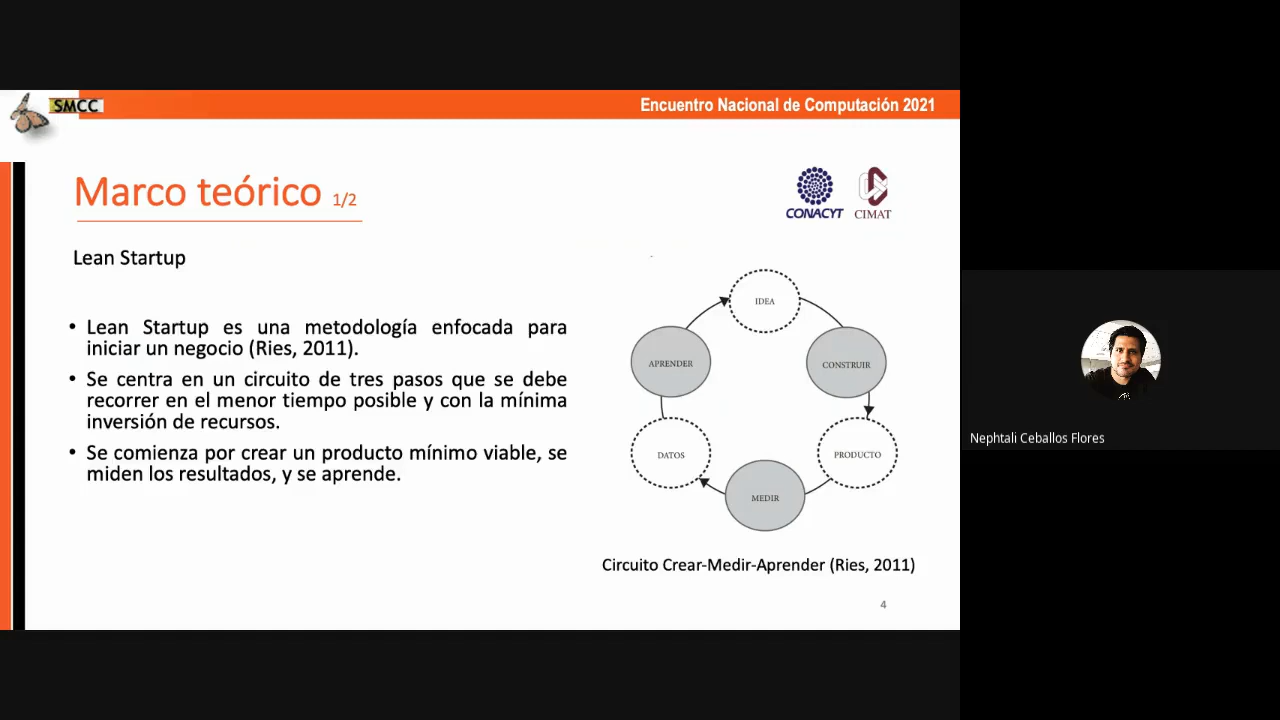 SMCC
Encuentro Nacional de Computación 2021
Marco teórico 1/2
CONACYT
CIMAT
Lean Startup
• Lean Startup es una metodología enfocada para
iniciar un negocio (Ries, 2011).
• Se centra en un circuito de tres pasos que se debe
recorrer en el menor tiempo posible y con la mínima
inversión de recursos.
• Se comienza por crear un producto mínimo viable, se
miden los resultados, y se aprende.
IDEA
APRENDER
CONSTRUIR
DATOS
PRODUCTO
MEDIR
Circuito Crear-Medir-Aprender (Ries, 2011)
4
Nephtali Ceballos Flores